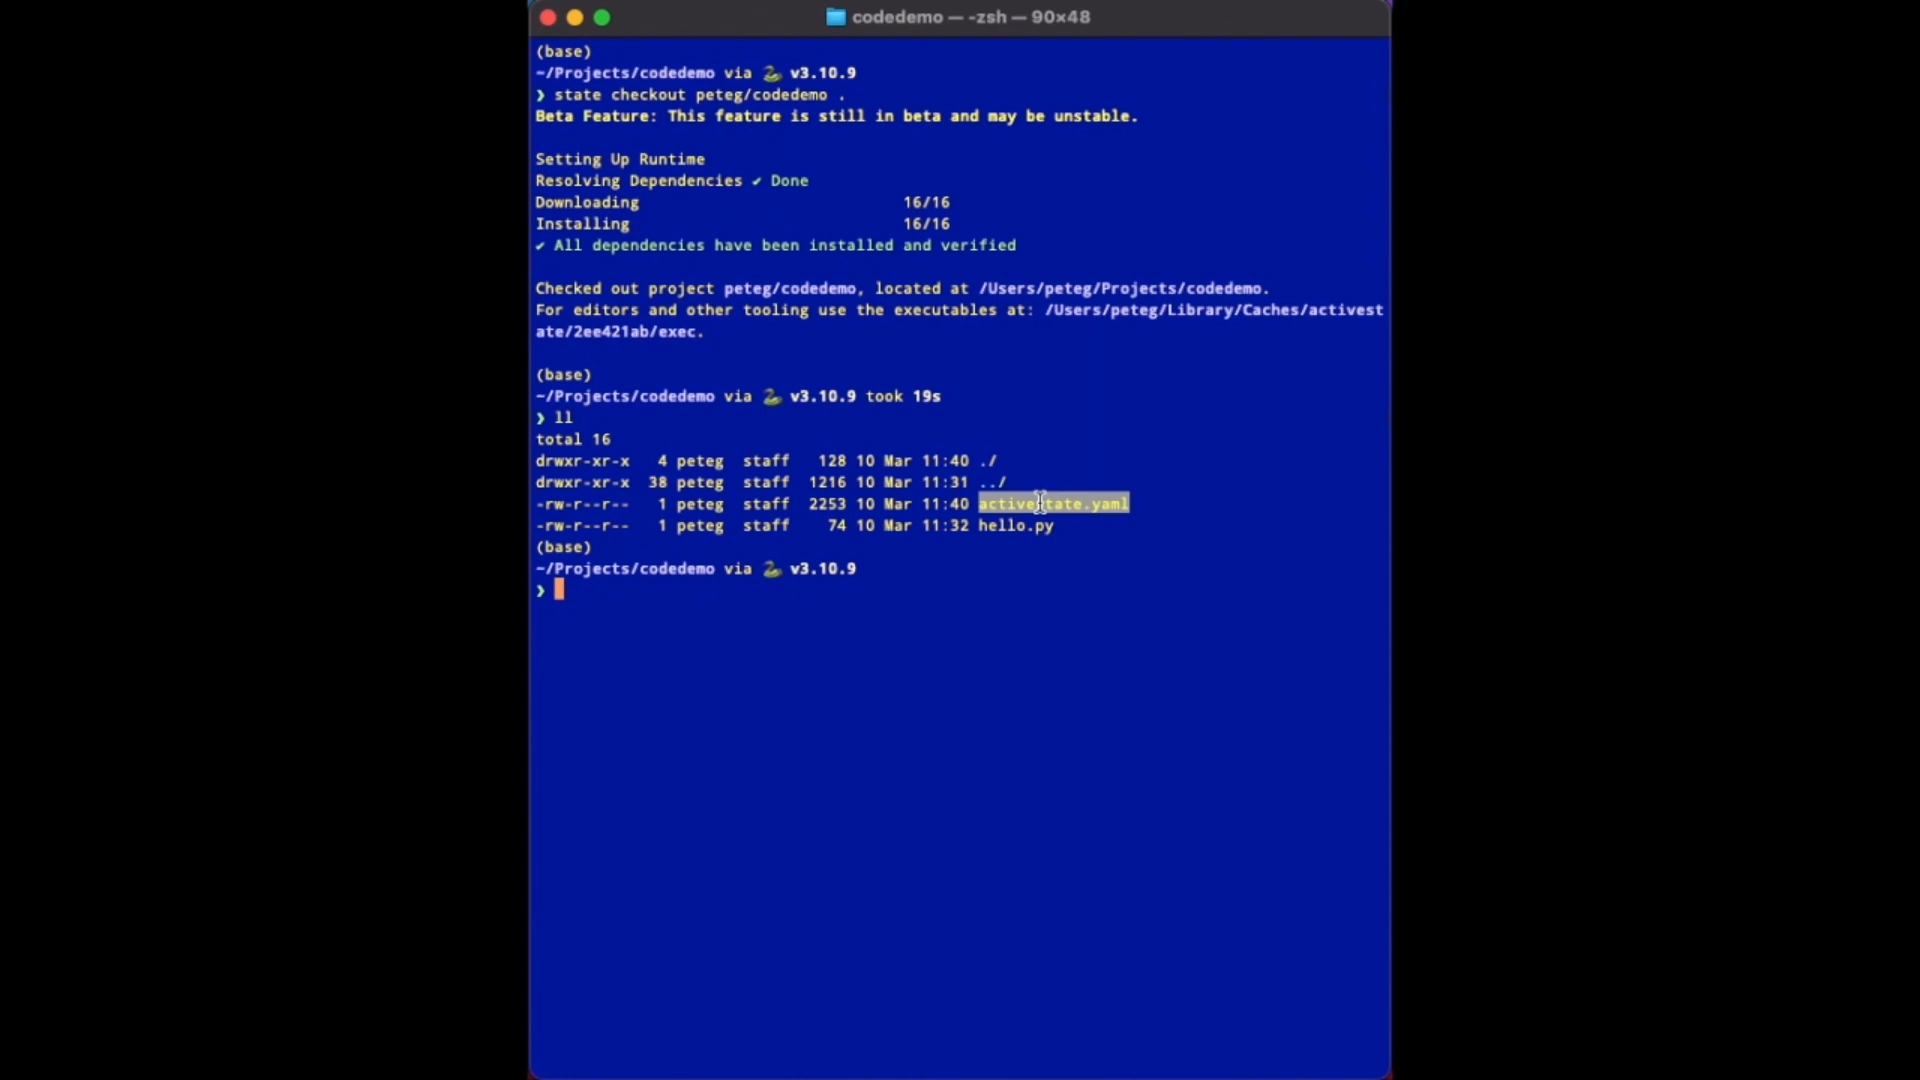 codedemo — -zsh — 90×48
(base)
~/Projects/codedemo via 🐍 v3.10.9
❯ state checkout peteg/codedemo .
Beta Feature: This feature is still in beta and may be unstable.
Setting Up Runtime
Resolving Dependencies ✔ Done
Downloading 16/16
Installing 16/16
✔ All dependencies have been installed and verified
Checked out project peteg/codedemo, located at /Users/peteg/Projects/codedemo.
For editors and other tooling use the executables at: /Users/peteg/Library/Caches/activest
ate/2ee421ab/exec.
(base)
~/Projects/codedemo via 🐍 v3.10.9 took 19s
❯ ll
total 16
drwxr-xr-x 4 peteg staff 128 10 Mar 11:40 ./
drwxr-xr-x 38 peteg staff 1216 10 Mar 11:31 ../
-rw-r--r-- 1 peteg staff 2253 10 Mar 11:40 activestate.yaml
-rw-r--r-- 1 peteg staff 74 10 Mar 11:32 hello.py
(base)
~/Projects/codedemo via 🐍 v3.10.9
❯